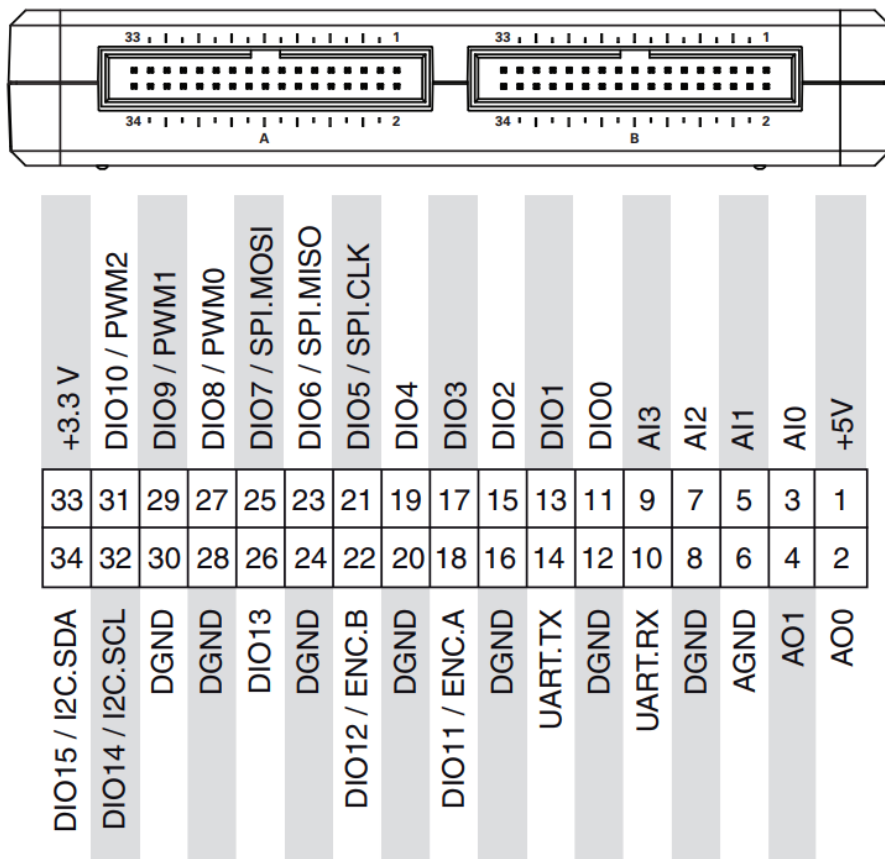 33 1 33 1
34 2 34 2
A B
+3.3 V DIO10 / PWM2 DIO9 / PWM1 DIO8 / PWM0 DIO7 / SPI.MOSI DIO6 / SPI.MISO DIO5 / SPI.CLK DIO4 DIO3 DIO2 DIO1 DIO0 AI3 AI2 AI1 AI0 +5V
33 31 29 27 25 23 21 19 17 15 13 11 9 7 5 3 1
34 32 30 28 26 24 22 20 18 16 14 12 10 8 6 4 2
DIO15 / I2C.SDA DIO14 / I2C.SCL DGND DGND DIO13 DGND DIO12 / ENC.B DGND DIO11 / ENC.A DGND UART.TX DGND UART.RX DGND AGND AO1 AO0